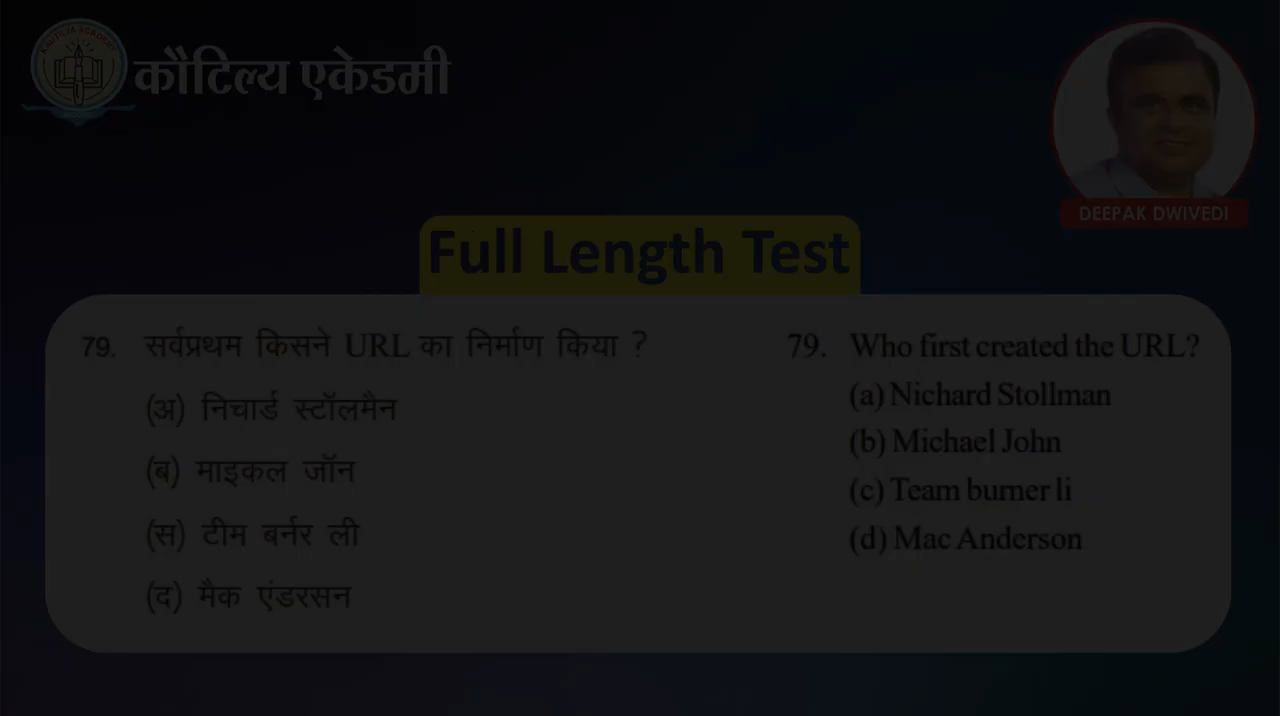 कौटिल्य एकेडमी
DEEPAK DWIVEDI
Full Length Test
79. सर्वप्रथम किसने URL का निर्माण किया ?
(अ) निचार्ड स्टॉलमैन
(ब) माइकल जॉन
(स) टीम बर्नर ली
(द) मैक एंडरसन
79. Who first created the URL?
(a) Nichard Stollman
(b) Michael John
(c) Team burner li
(d) Mac Anderson